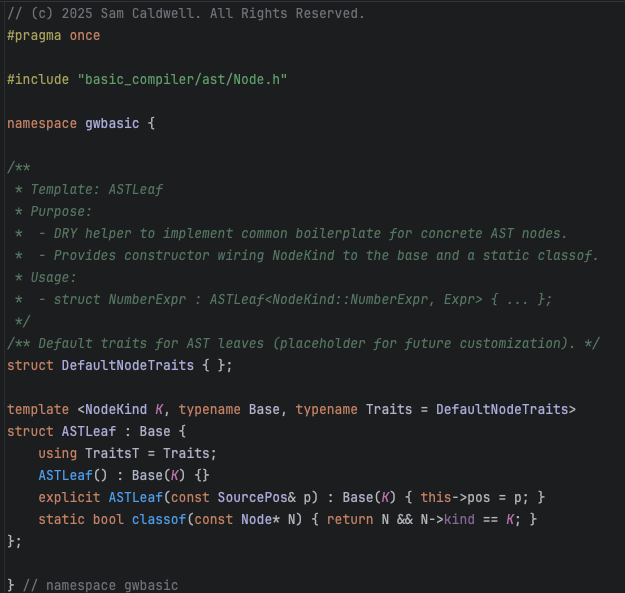 // (c) 2025 Sam Caldwell. All Rights Reserved.
#pragma once
#include "basic_compiler/ast/Node.h"
namespace gwbasic {
/**
 * Template: ASTLeaf
 * Purpose:
 *  - DRY helper to implement common boilerplate for concrete AST nodes.
 *  - Provides constructor wiring NodeKind to the base and a static classof.
 * Usage:
 *  - struct NumberExpr : ASTLeaf<NodeKind::NumberExpr, Expr> { ... };
 */
/** Default traits for AST leaves (placeholder for future customization). */
struct DefaultNodeTraits { };
template <NodeKind K, typename Base, typename Traits = DefaultNodeTraits>
struct ASTLeaf : Base {
    using TraitsT = Traits;
    ASTLeaf() : Base(K) {}
    explicit ASTLeaf(const SourcePos& p) : Base(K) { this->pos = p; }
    static bool classof(const Node* N) { return N && N->kind == K; }
};
} // namespace gwbasic